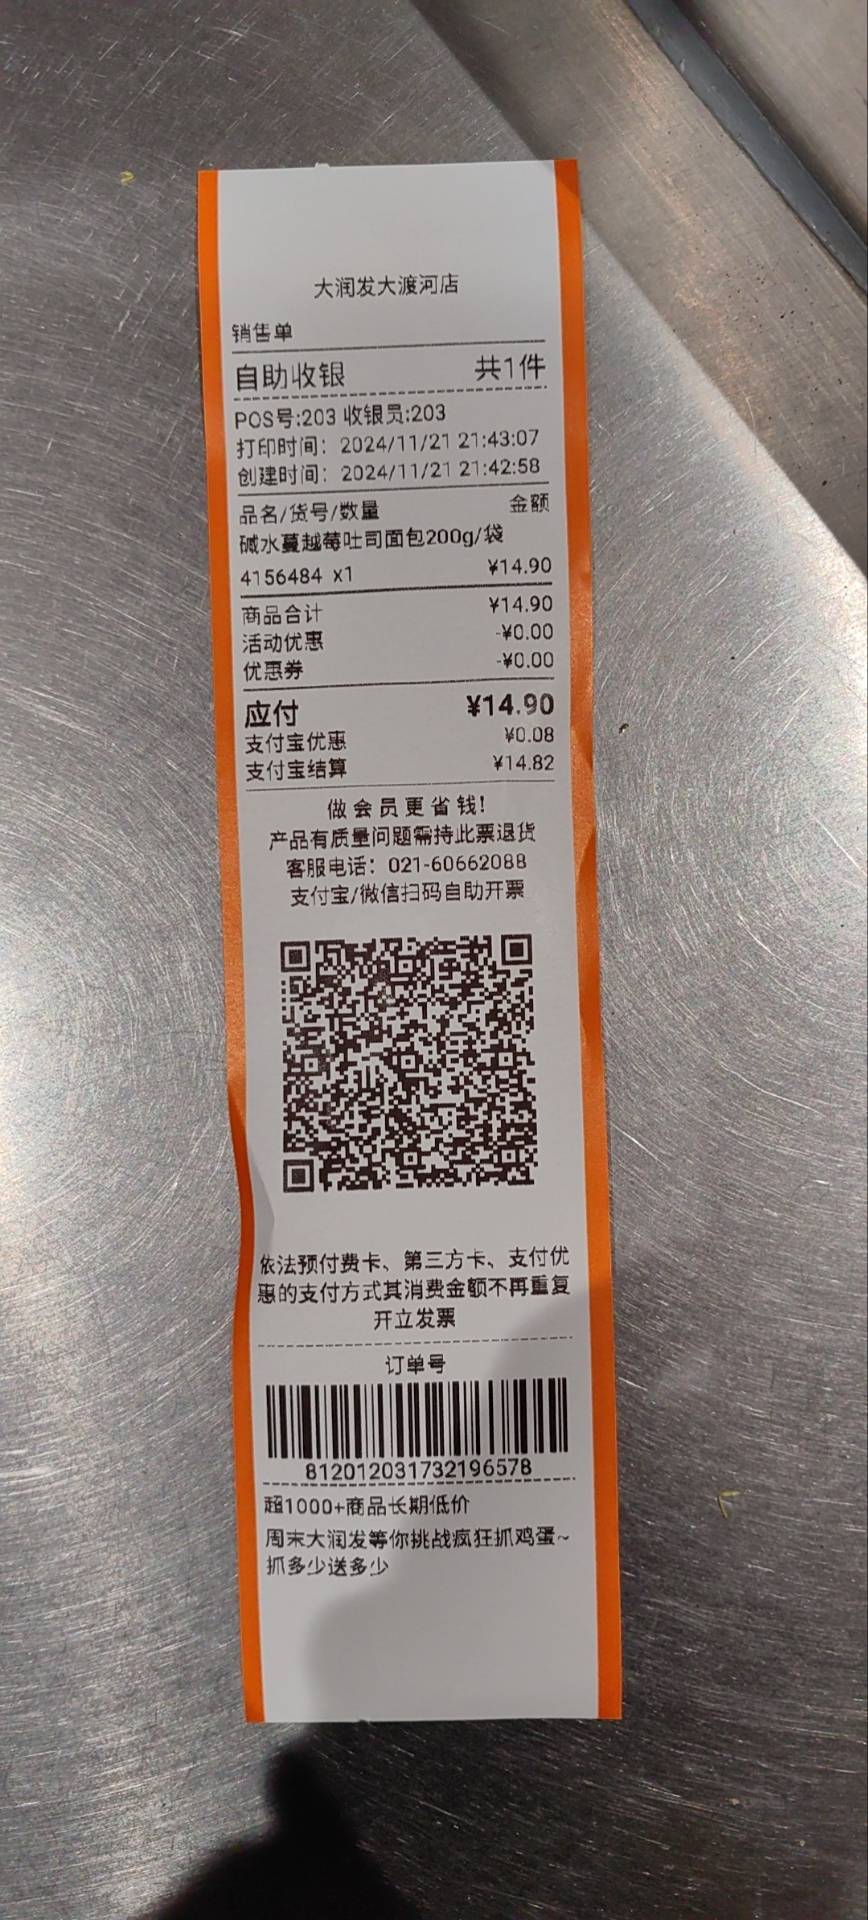 大润发大渡河店
销售单
自助收银 共1件
POS号:203 收银员:203
打印时间：2024/11/21 21:43:07
创建时间：2024/11/21 21:42:58
品名/货号/数量 金额
碱水蔓越莓吐司面包200g/袋
4156484 x1 ¥14.90
商品合计 ¥14.90
活动优惠 -¥0.00
优惠券 -¥0.00
应付 ¥14.90
支付宝优惠 ¥0.08
支付宝结算 ¥14.82
做会员更省钱!
产品有质量问题需持此票退货
客服电话：021-60662088
支付宝/微信扫码自助开票
依法预付费卡、第三方卡、支付优
惠的支付方式其消费金额不再重复
开立发票
订单号
812012031732196578
超1000+商品长期低价
周末大润发等你挑战疯狂抓鸡蛋~
抓多少送多少